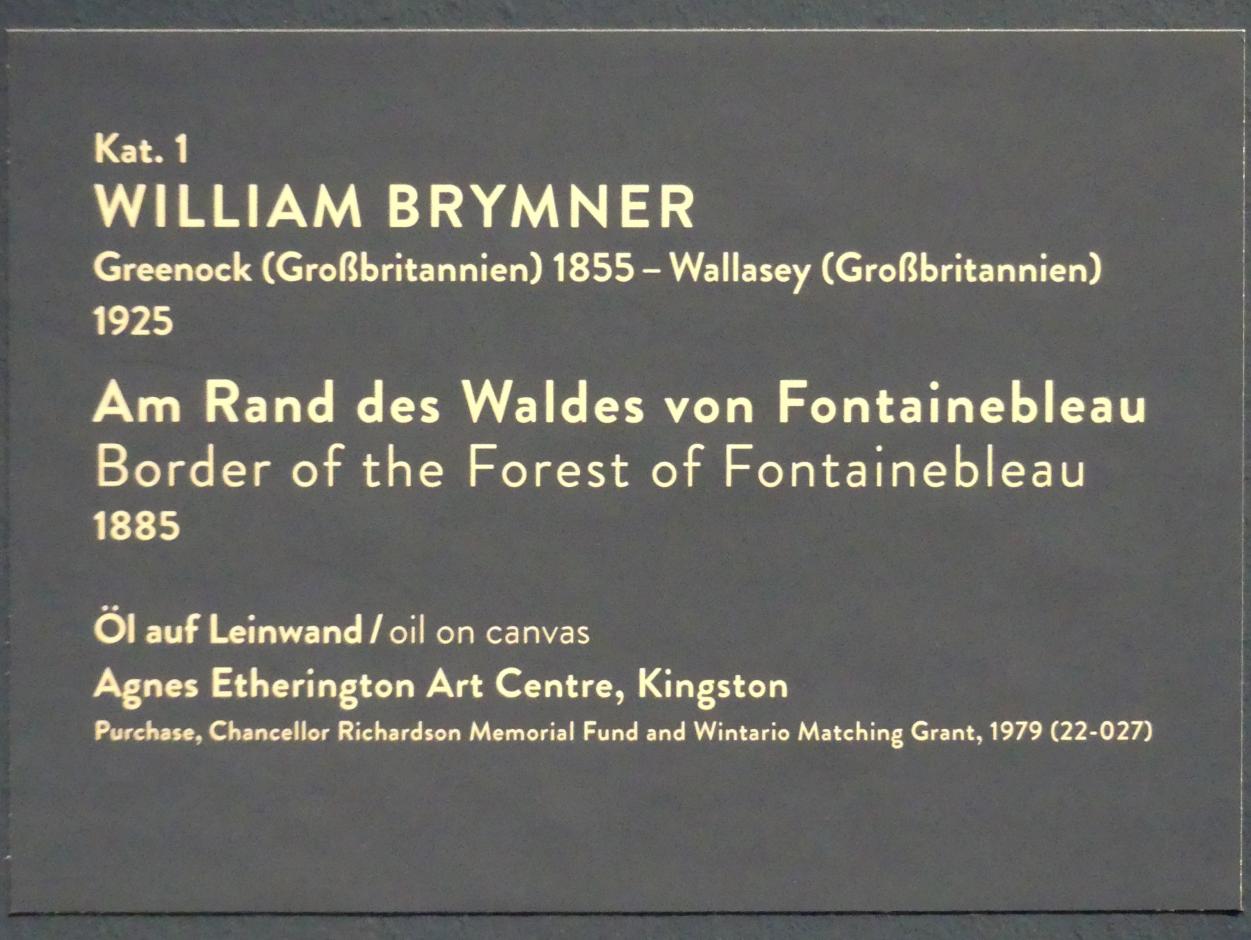 Kat. 1
WILLIAM BRYMNER
Greenock (Großbritannien) 1855 – Wallasey (Großbritannien)
1925
Am Rand des Waldes von Fontainebleau
Border of the Forest of Fontainebleau
1885
Öl auf Leinwand / oil on canvas
Agnes Etherington Art Centre, Kingston
Purchase, Chancellor Richardson Memorial Fund and Wintario Matching Grant, 1979 (22-027)